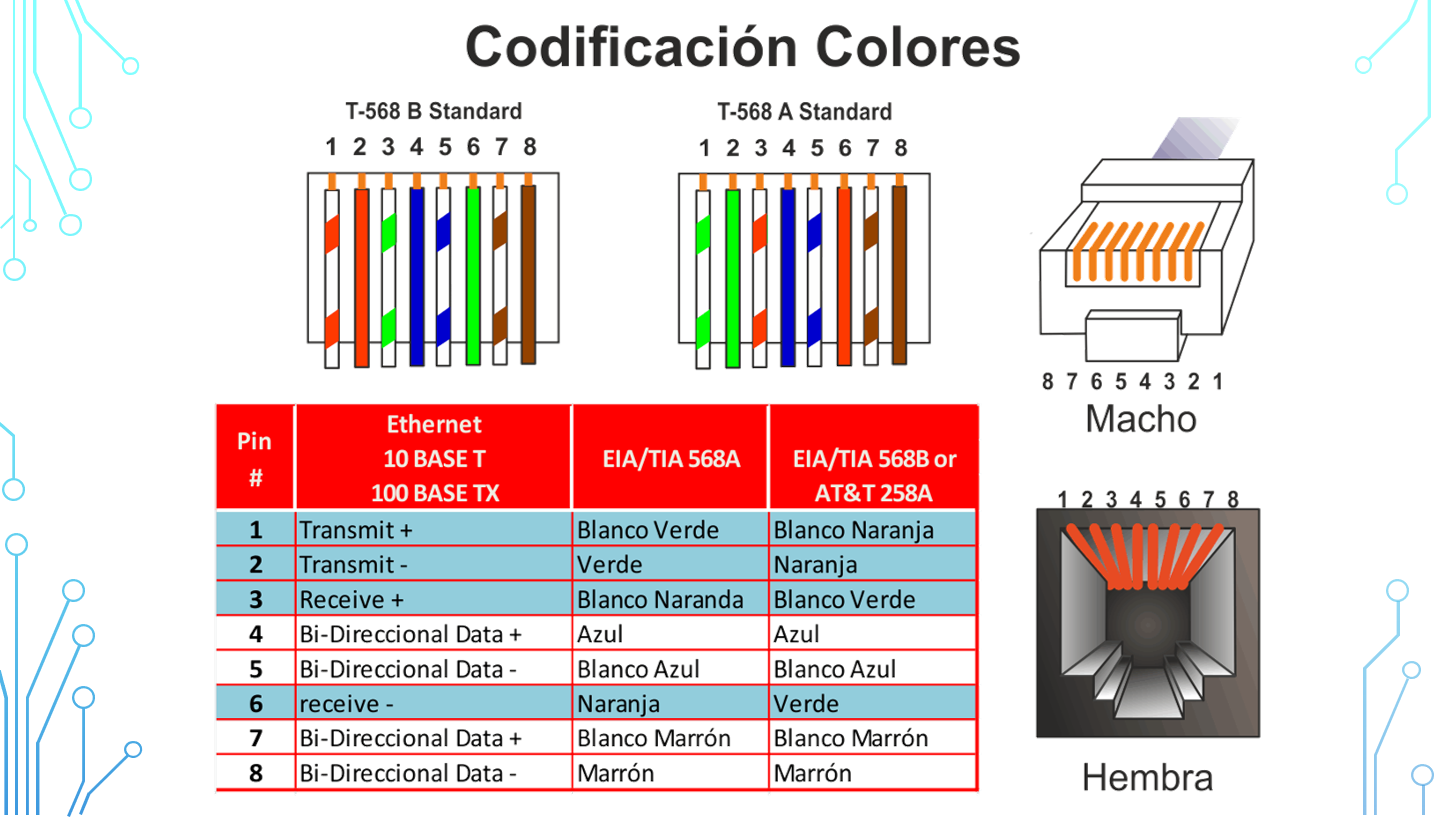 Codificación Colores
T-568 B Standard
1 2 3 4 5 6 7 8
T-568 A Standard
1 2 3 4 5 6 7 8
8 7 6 5 4 3 2 1
Macho
Pin #
Ethernet
10 BASE T
100 BASE TX
EIA/TIA 568A
EIA/TIA 568B or
AT&T 258A
1 Transmit + Blanco Verde Blanco Naranja
2 Transmit - Verde Naranja
3 Receive + Blanco Naranda Blanco Verde
4 Bi-Direccional Data + Azul Azul
5 Bi-Direccional Data - Blanco Azul Blanco Azul
6 receive - Naranja Verde
7 Bi-Direccional Data + Blanco Marrón Blanco Marrón
8 Bi-Direccional Data - Marrón Marrón
1 2 3 4 5 6 7 8
Hembra